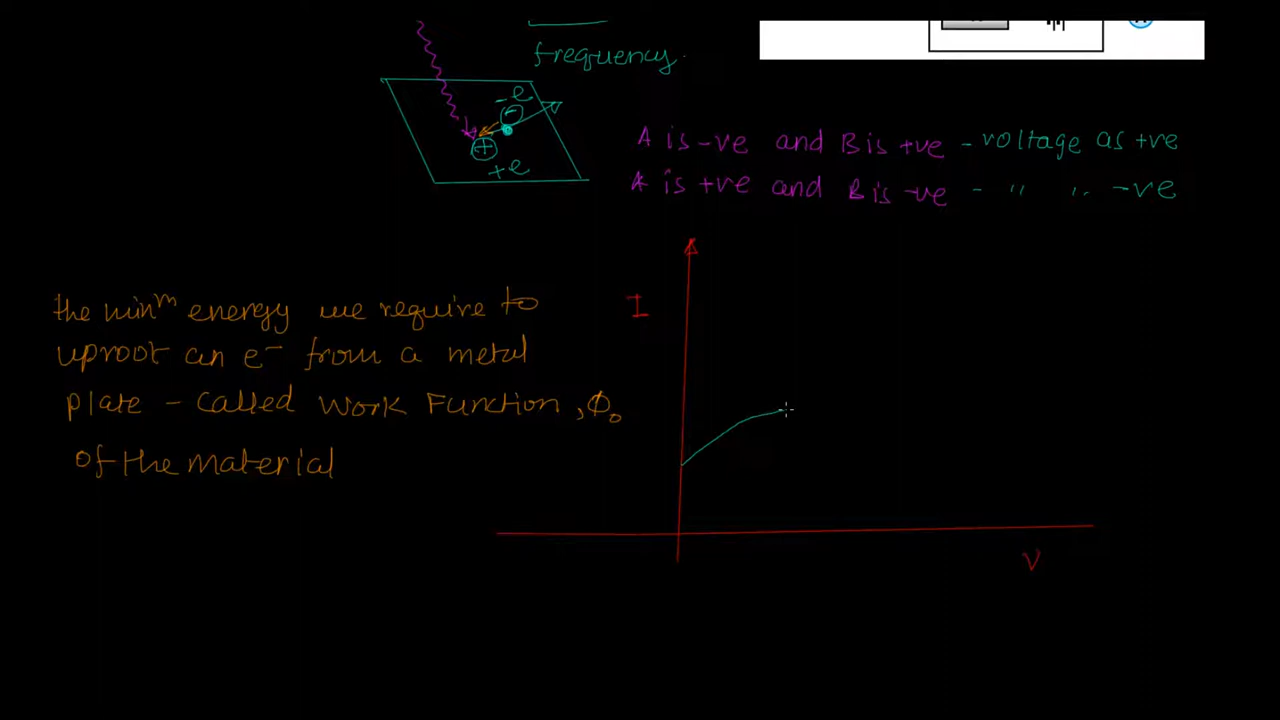 frequency.
-e
-
+
+e
A is -ve and B is +ve - voltage as +ve
A is +ve and B is -ve - " " -ve
the minᵐ energy we require to
uproot an e⁻ from a metal
plate - called Work Function, Φ₀
of the material
I
V